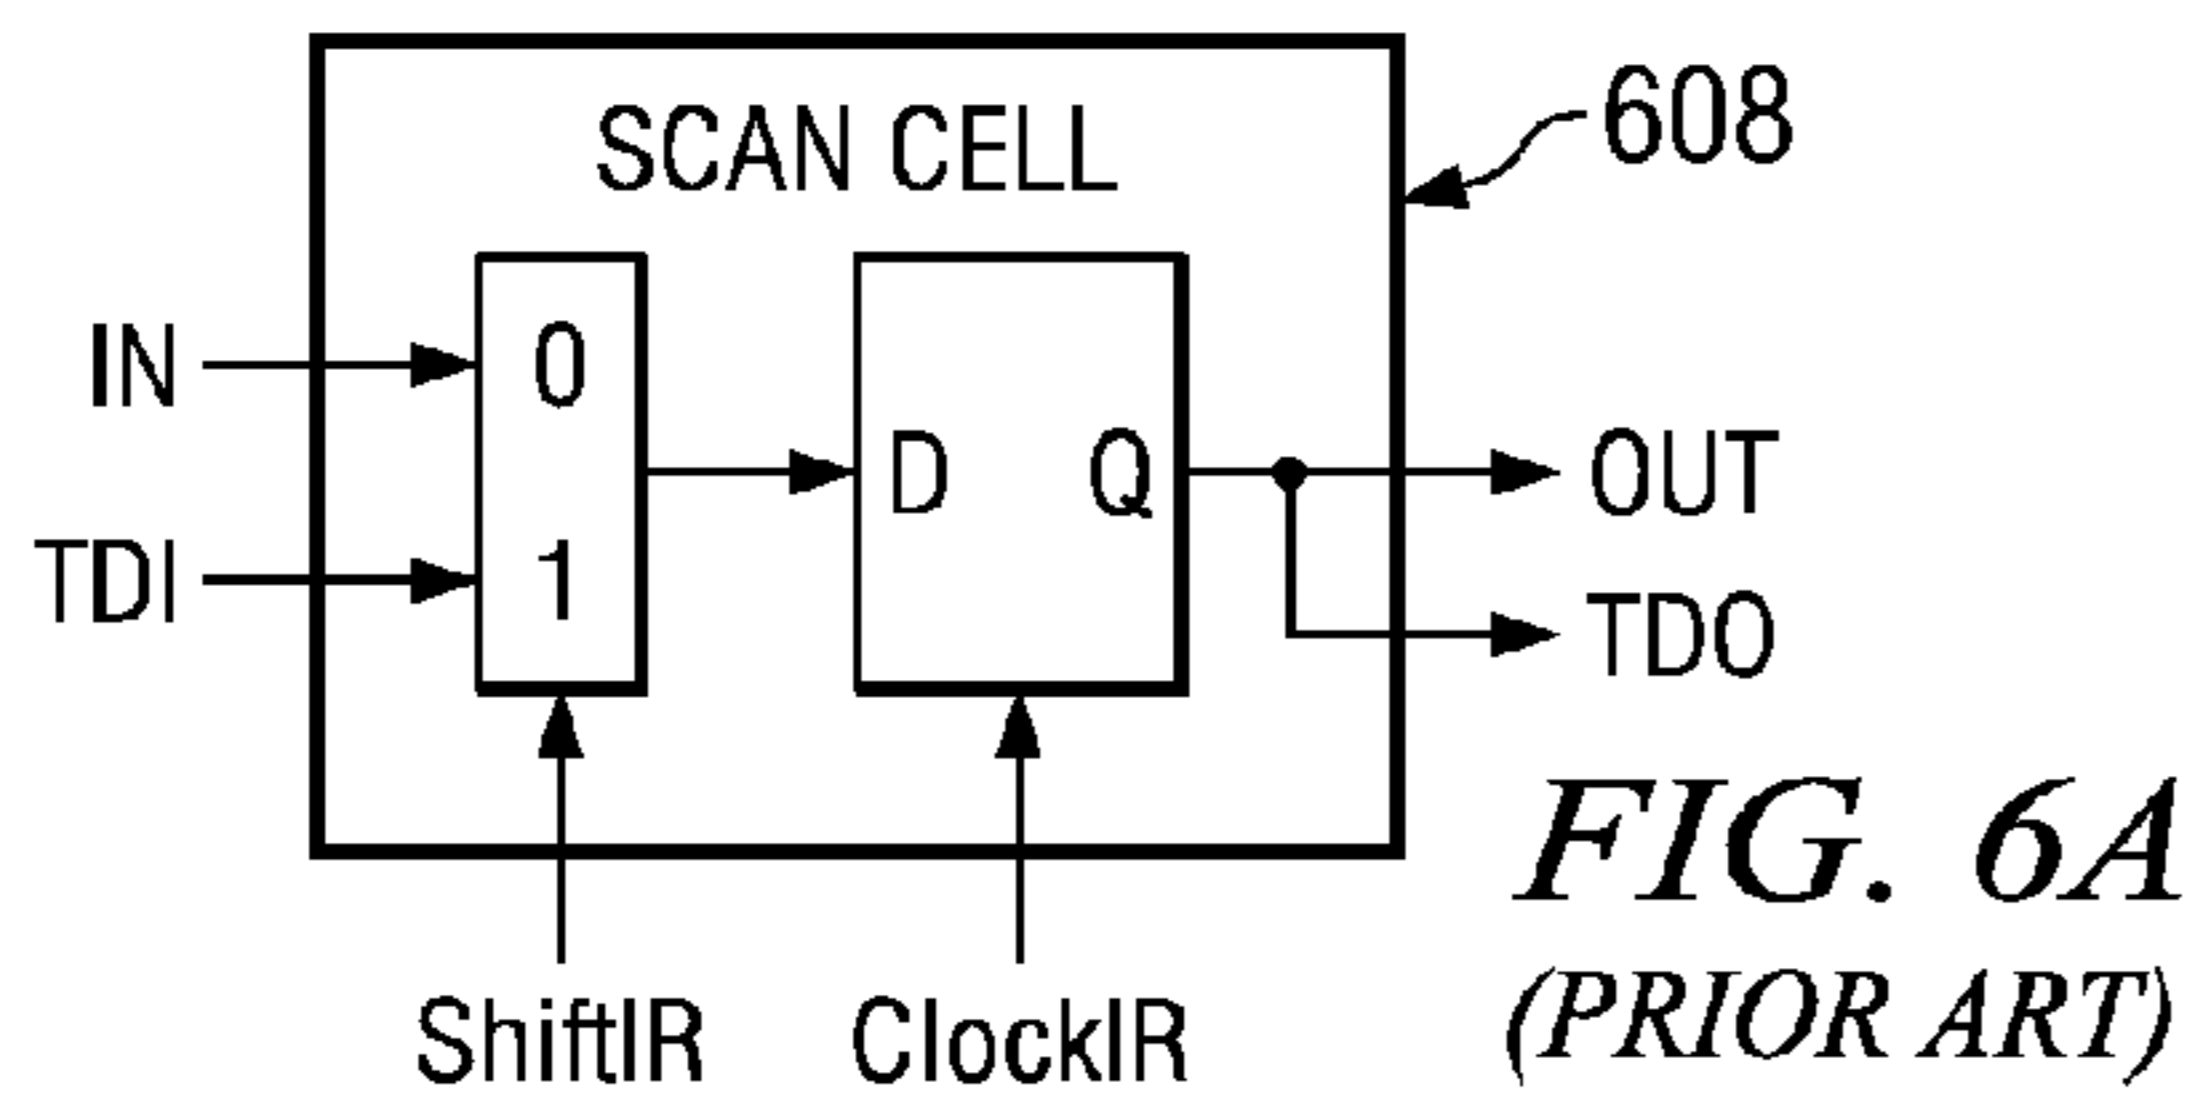 SCAN CELL
608
IN
0
D Q
OUT
TDI
1
TDO
ShiftIR
ClockIR
FIG. 6A
(PRIOR ART)